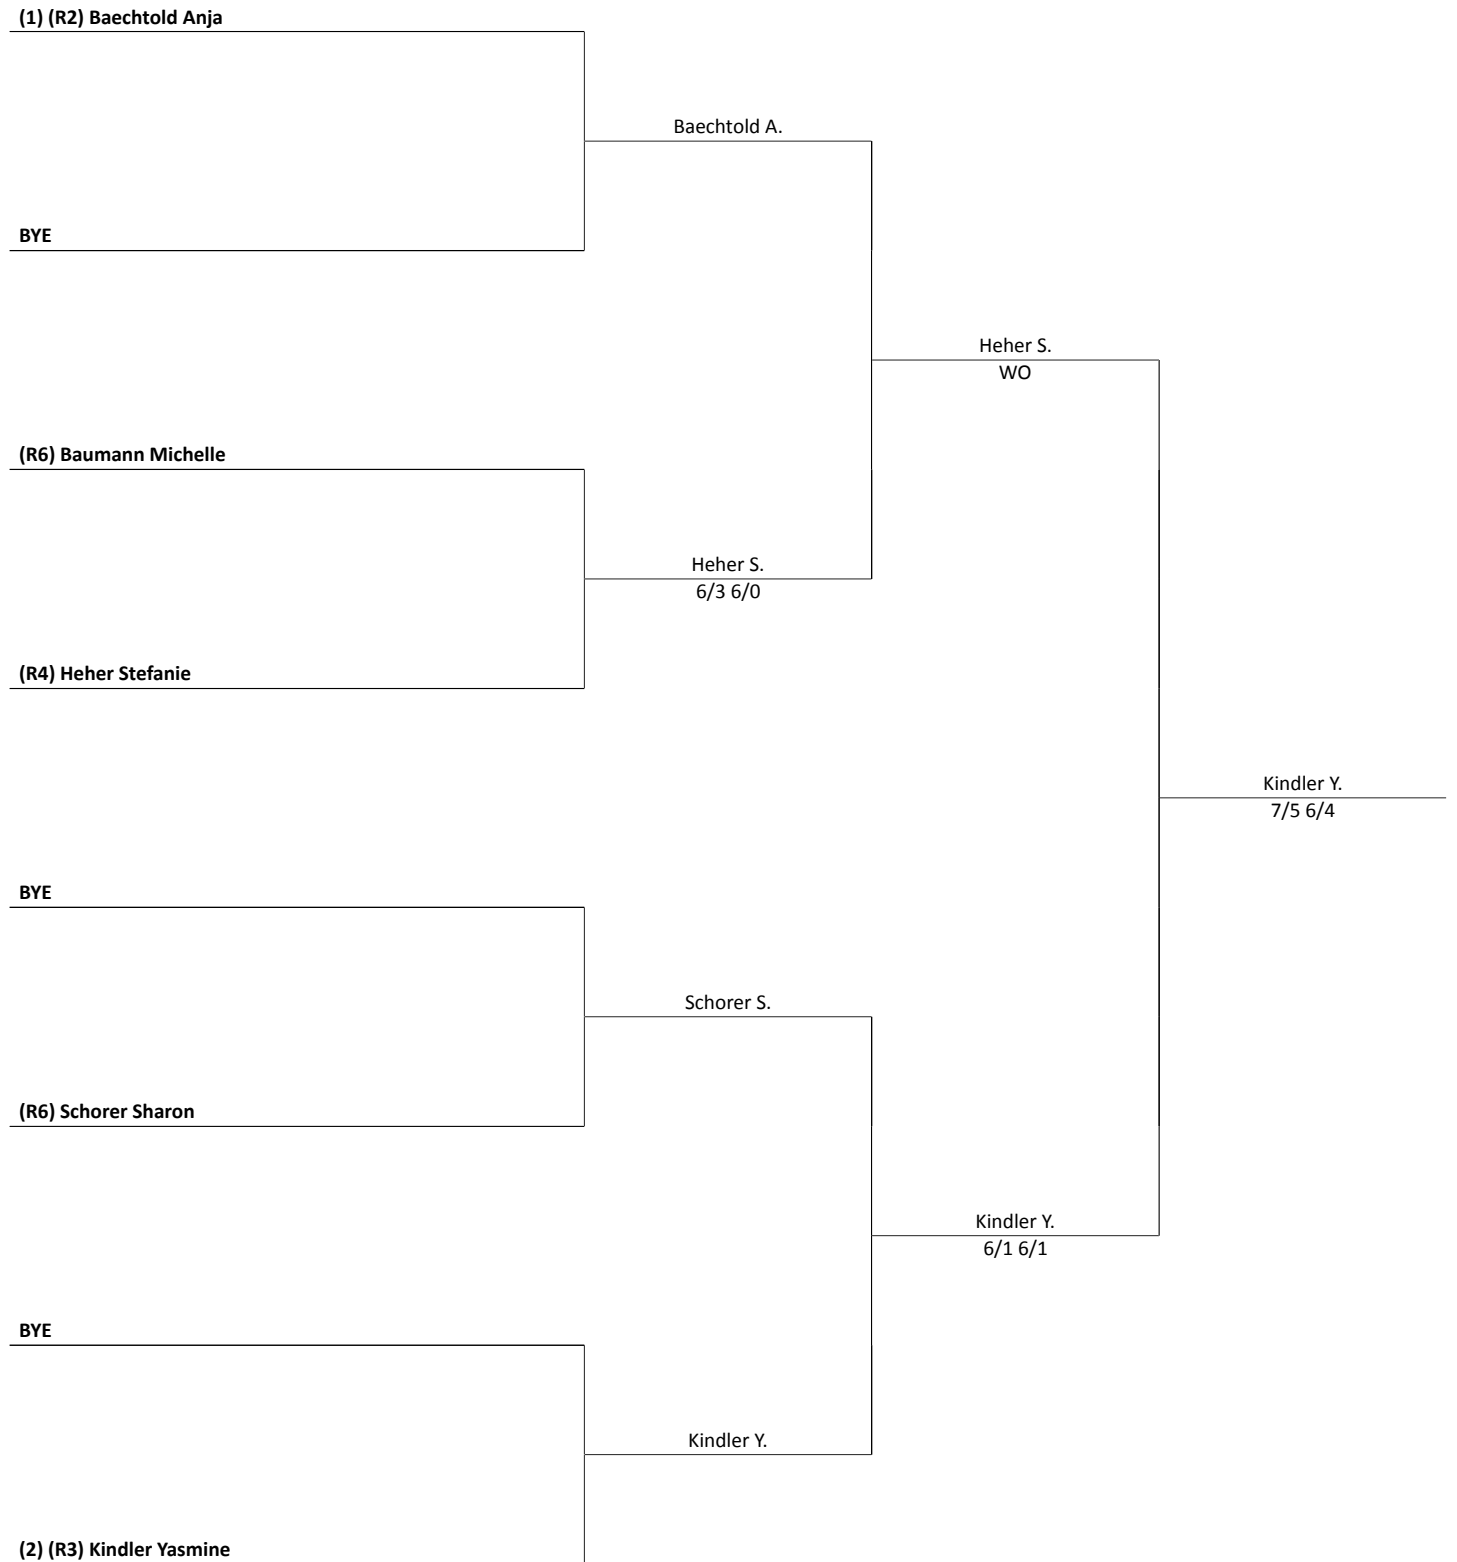 (1) (R2) Baechtold Anja
Baechtold A.
BYE
Heher S.
WO
(R6) Baumann Michelle
Heher S.
6/3 6/0
(R4) Heher Stefanie
Kindler Y.
7/5 6/4
BYE
Schorer S.
(R6) Schorer Sharon
Kindler Y.
6/1 6/1
BYE
Kindler Y.
(2) (R3) Kindler Yasmine